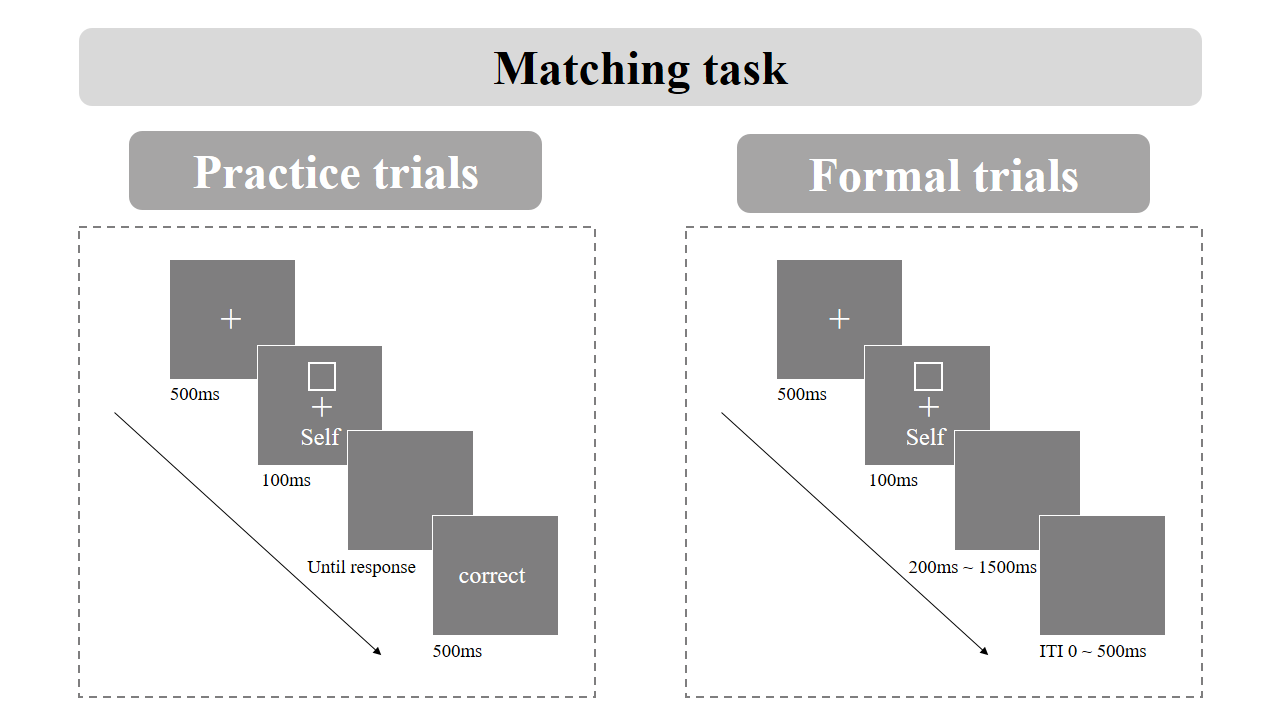 Matching task
Practice trials
500ms
Self
100ms
Until response
correct
500ms
Formal trials
500ms
Self
100ms
200ms ~ 1500ms
ITI 0 ~ 500ms